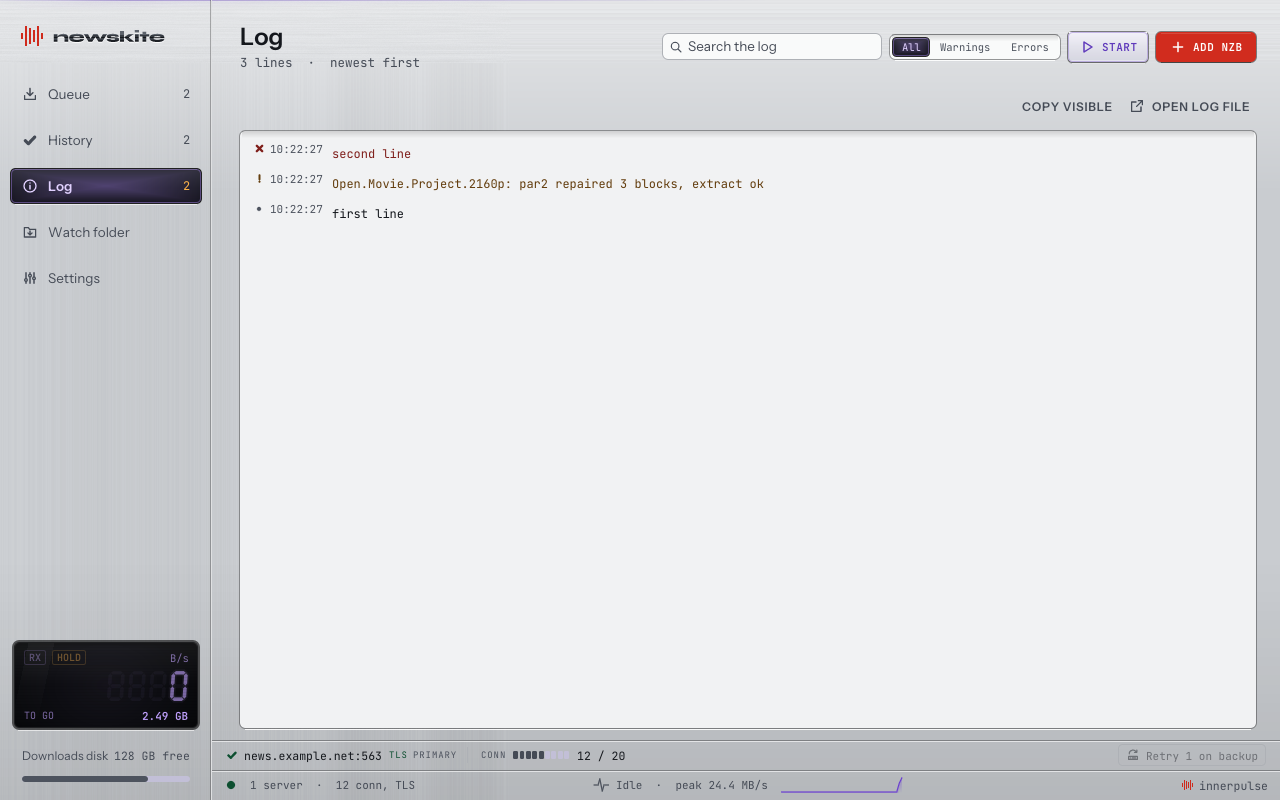 newskite
Log
3 lines · newest first
Search the log
All
Warnings
Errors
START
ADD NZB
Queue 2
History 2
Log 2
Watch folder
Settings
COPY VISIBLE
OPEN LOG FILE
10:22:27 second line
10:22:27 Open.Movie.Project.2160p: par2 repaired 3 blocks, extract ok
10:22:27 first line
RX HOLD B/s
0
TO GO 2.49 GB
Downloads disk 128 GB free
news.example.net:563 TLS PRIMARY CONN 12 / 20
Retry 1 on backup
1 server · 12 conn, TLS
Idle · peak 24.4 MB/s
innerpulse